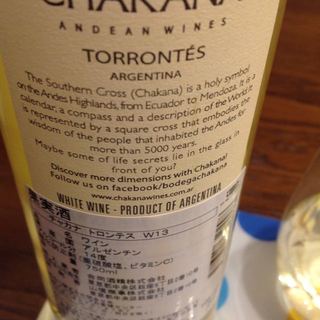 CHAKANA
ANDEAN WINES
TORRONTÉS
ARGENTINA
The Southern Cross (Chakana) is a holy symbol
on the Andes Highlands, from Ecuador to Mendoza. It is
calendar, a compass and a description of the World. It
is represented by a square cross that embodies the
wisdom of the people that inhabited the Andes for
more than 5000 years.
Maybe some of life secrets lie in the glass in
front of you?
Discover more dimensions with Chakana!
Follow us on facebook/bodegachakana
www.chakanawines.com.ar
WHITE WINE - PRODUCT OF ARGENTINA
果実酒
チャカナ トロンテス W13
ワイン
アルゼンチン
14度
750ml